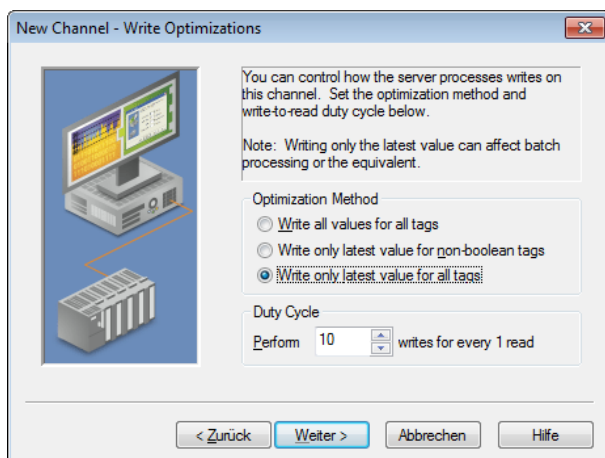 New Channel - Write Optimizations
You can control how the server processes writes on
this channel. Set the optimization method and
write-to-read duty cycle below.
Note: Writing only the latest value can affect batch
processing or the equivalent.
Optimization Method
Write all values for all tags
Write only latest value for non-boolean tags
Write only latest value for all tags
Duty Cycle
Perform 10 writes for every 1 read
< Zurück Weiter > Abbrechen Hilfe